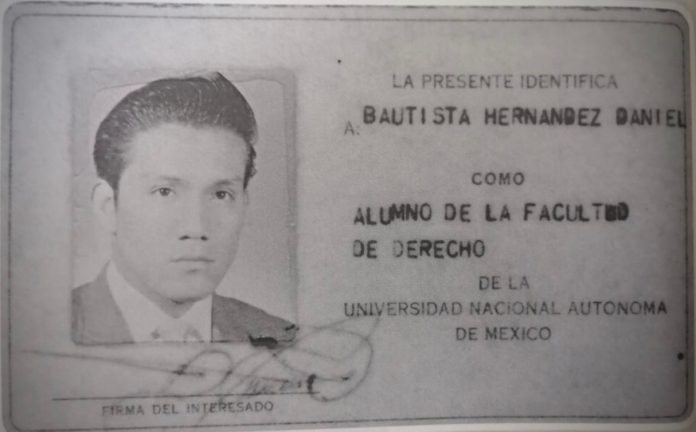 LA PRESENTE IDENTIFICA
A: BAUTISTA HERNANDEZ DANIEL
COMO
ALUMNO DE LA FACULTAD
DE DERECHO
DE LA
UNIVERSIDAD NACIONAL AUTONOMA
DE MEXICO
FIRMA DEL INTERESADO